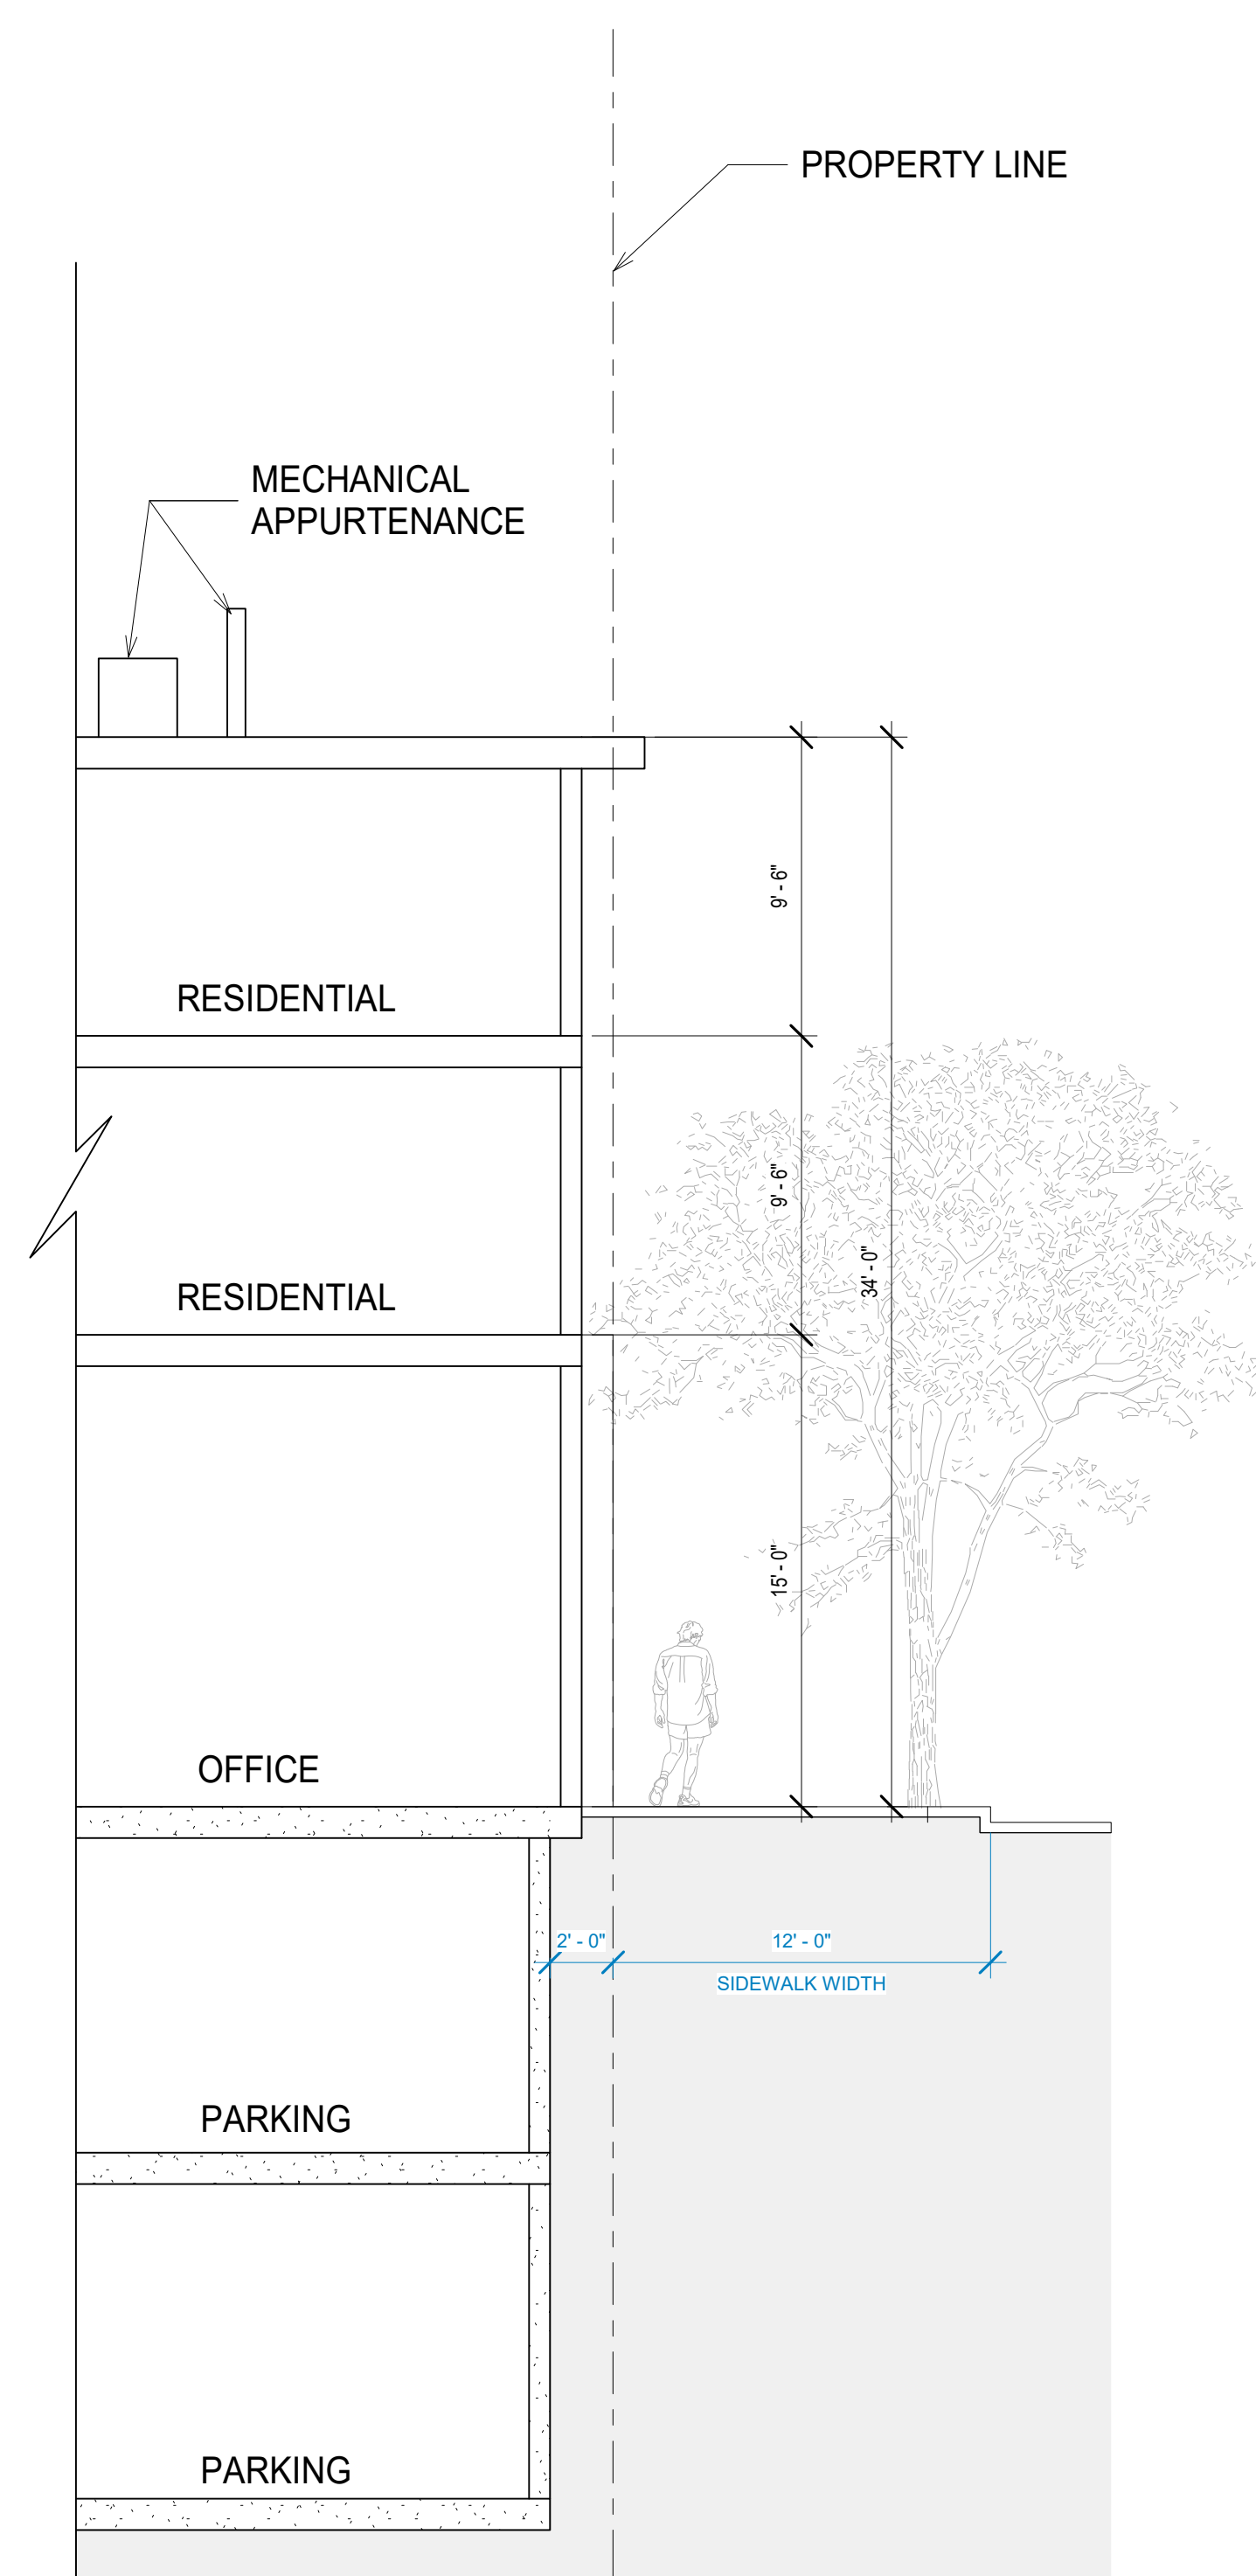 PROPERTY LINE
MECHANICAL
APPURTENANCE
9' - 6"
RESIDENTIAL
9' - 6"
34' - 0"
RESIDENTIAL
15' - 0"
OFFICE
2' - 0"
12' - 0"
SIDEWALK WIDTH
PARKING
PARKING